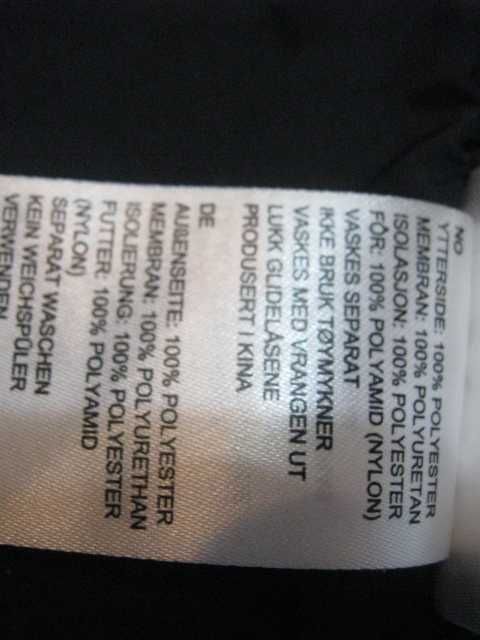 NO
YTTERSIDE: 100% POLYESTER
MEMBRAN: 100% POLYURETAN
ISOLASJON: 100% POLYESTER
FÔR: 100% POLYAMID (NYLON)
VASKES SEPARAT
IKKE BRUK TØYMYKNER
VASKES MED VRANGEN UT
LUKK GLIDELÅSENE
PRODUSERT I KINA
DE
AUßENSEITE: 100% POLYESTER
MEMBRAN: 100% POLYURETHAN
ISOLIERUNG: 100% POLYESTER
FUTTER: 100% POLYAMID
(NYLON)
SEPARAT WASCHEN
KEIN WEICHSPÜLER
VERWENDEN